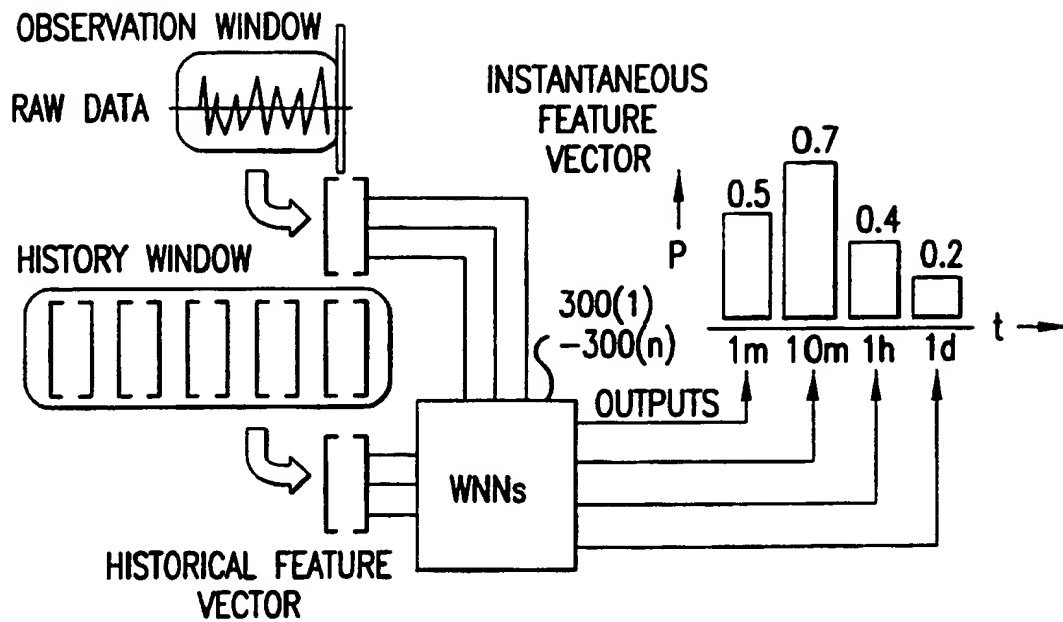 OBSERVATION WINDOW
RAW DATA
INSTANTANEOUS
FEATURE
VECTOR
P
0.5
0.7
0.4
0.2
1m 10m 1h 1d
t
HISTORY WINDOW
300(1)
-300(n)
OUTPUTS
WNNs
HISTORICAL FEATURE
VECTOR